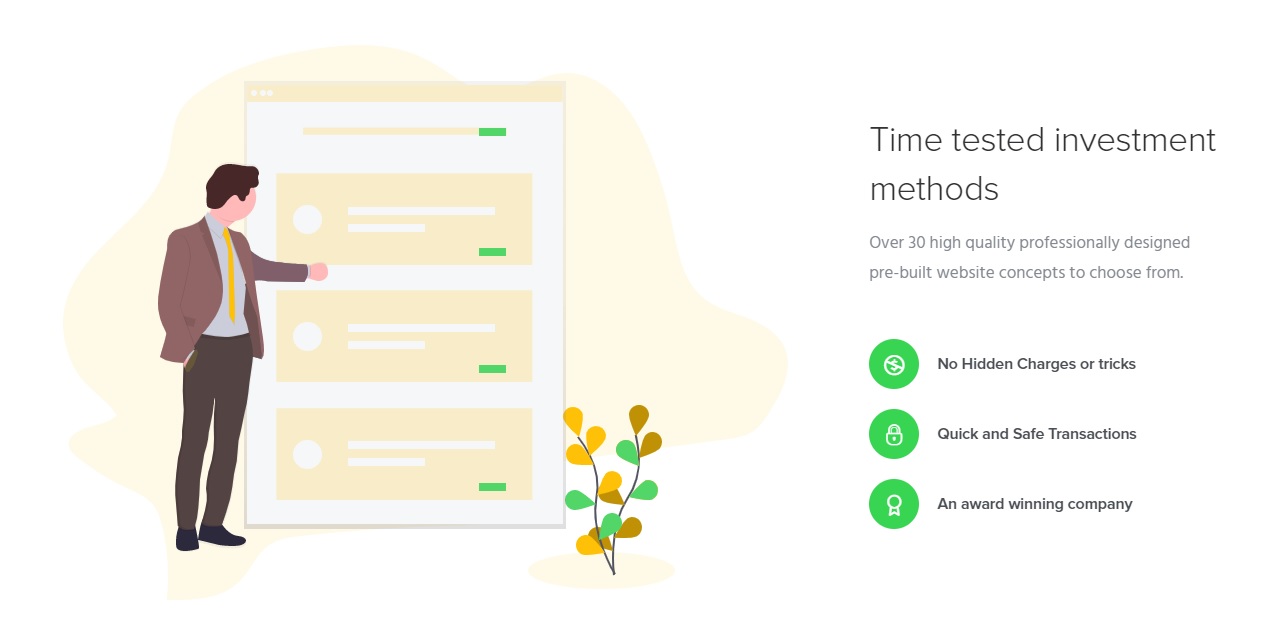 Time tested investment
methods
Over 30 high quality professionally designed
pre-built website concepts to choose from.
No Hidden Charges or tricks
Quick and Safe Transactions
An award winning company